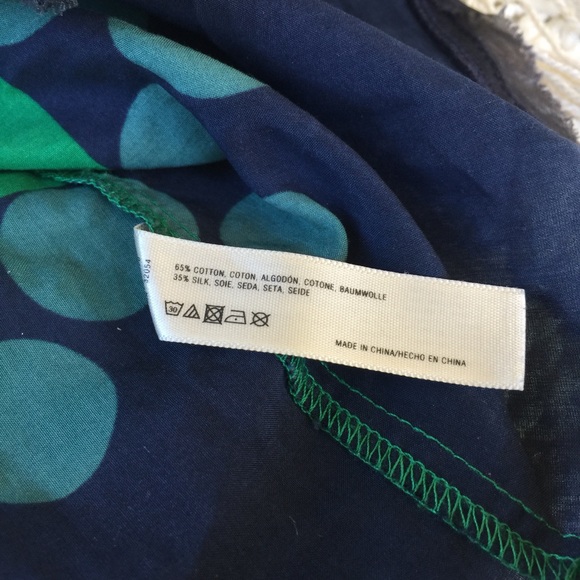 65% COTTON, COTON, ALGODÓN, COTONE, BAUMWOLLE
35% SILK, SOIE, SEDA, SETA, SEIDE
30
MADE IN CHINA/HECHO EN CHINA